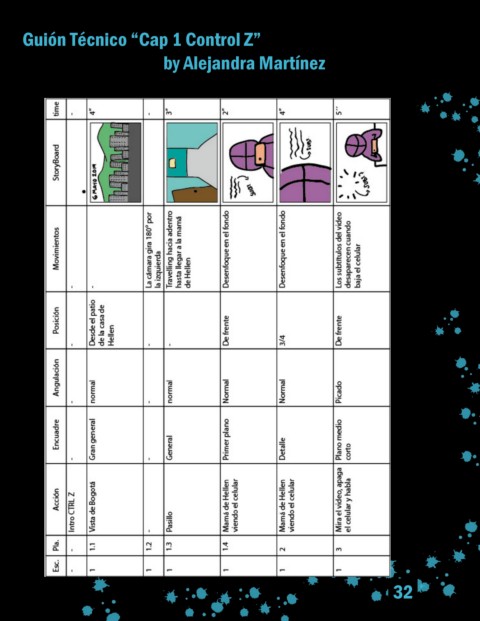 Guión Técnico “Cap 1 Control Z”
by Alejandra Martínez
Esc. Pla. Acción Encuadre Angulación Posición Movimientos StoryBoard time
- - Intro CTRL Z - - - - -
1 1.1 Vista de Bogotá Gran general normal Desde el patio - 4"
de la casa de
Hellen
6 MAYO 2019
1 1.2 - - - - La cámara gira 180° por -
la izquierda
1 1.3 Pasillo General normal - Travelling hacia adentro 3"
hasta llegar a la mamá
de Hellen
1 1.4 Mamá de Hellen Primer plano Normal De frente Desenfoque en el fondo 2"
viendo el celular
1 2 Mamá de Hellen Detalle Normal 3/4 Desenfoque en el fondo 4"
viendo el celular
1 3 Mira el video, apaga Plano medio Picado De frente Los subtítulos del video 5´´
el celular y habla corto desaparecen cuando
baja el celular
32